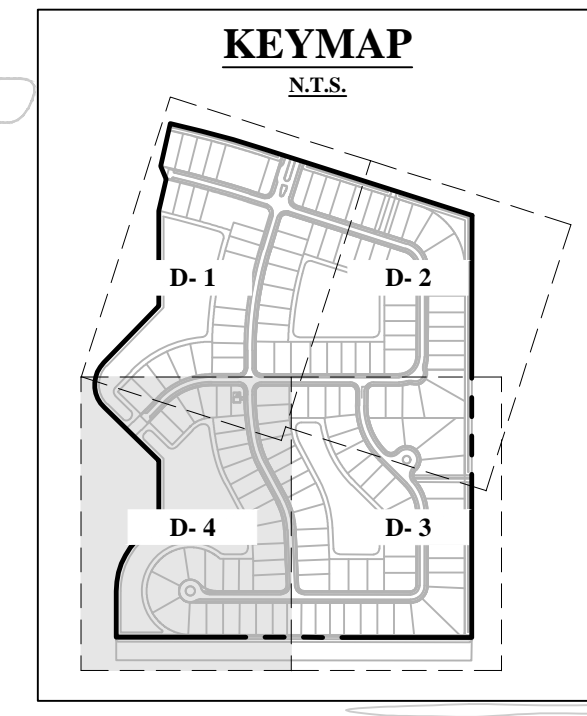 KEYMAP
N.T.S.
D- 1
D- 2
D- 4
D- 3